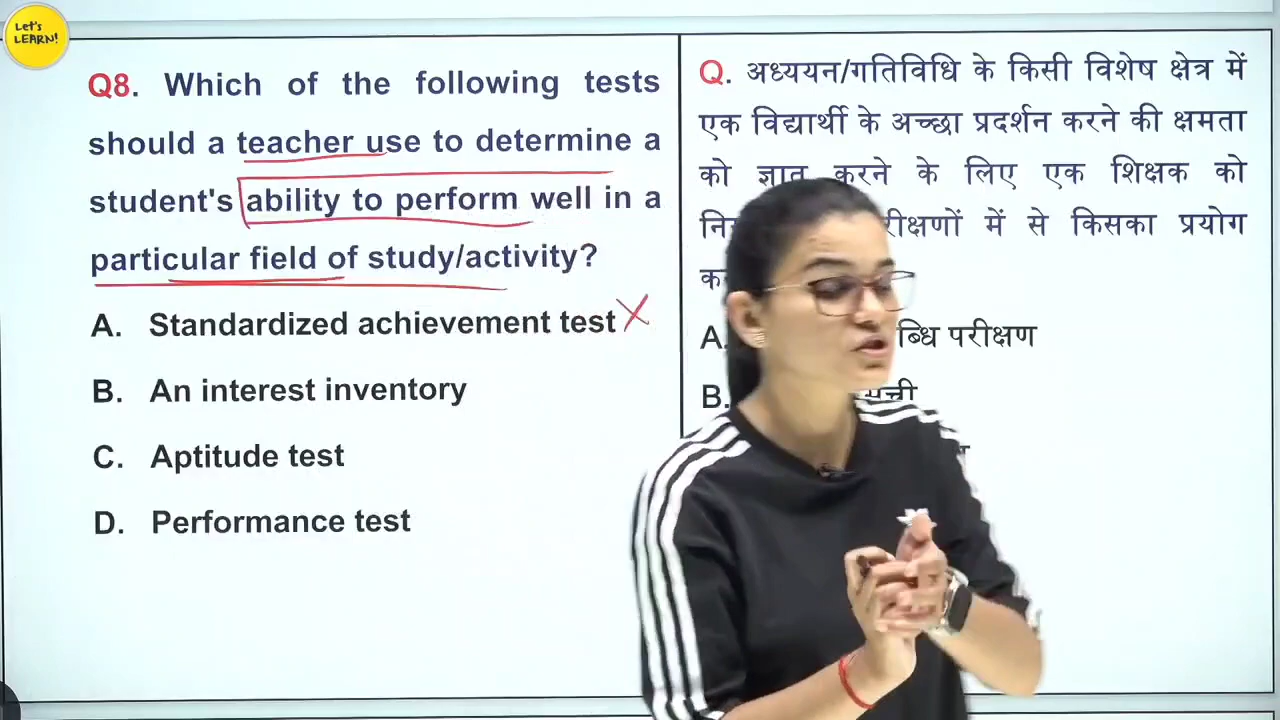 Let's
LEARN!
Q8. Which of the following tests
should a teacher use to determine a
student's ability to perform well in a
particular field of study/activity?
A. Standardized achievement test
B. An interest inventory
C. Aptitude test
D. Performance test
Q. अध्ययन/गतिविधि के किसी विशेष क्षेत्र में
एक विद्यार्थी के अच्छा प्रदर्शन करने की क्षमता
को ज्ञात करने के लिए एक शिक्षक को
में से किसका प्रयोग
A. परीक्षण
B.